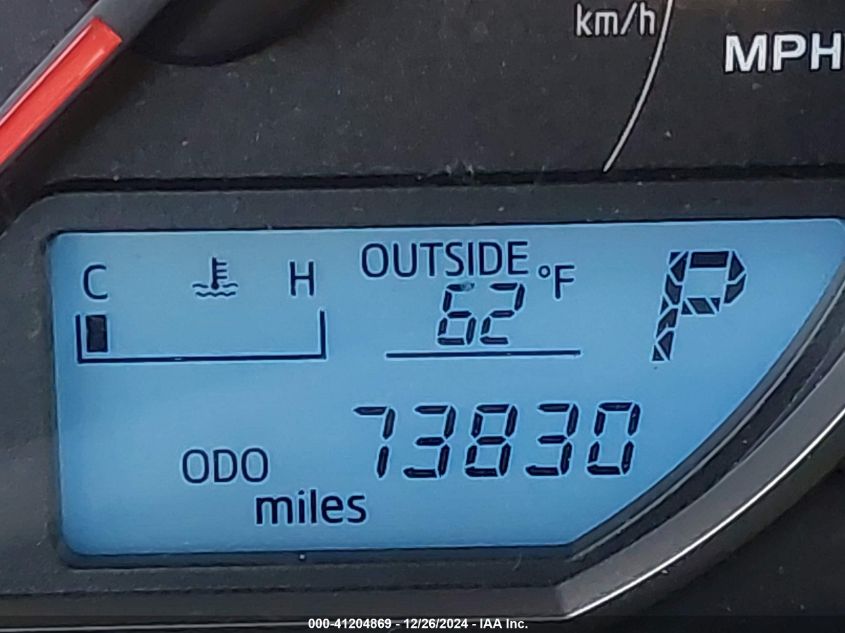 km/h
MPH
C H
OUTSIDE
62 °F
P
ODO 73830
miles
000-41204869 - 12/26/2024 - IAA Inc.